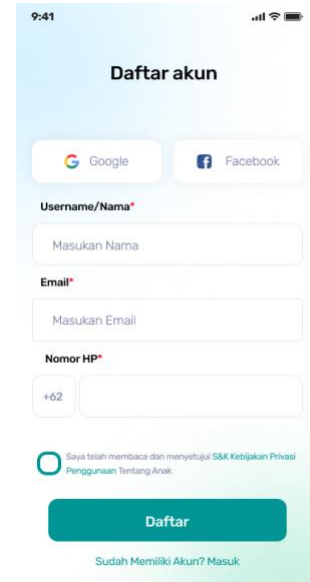 9:41
Daftar akun
Google
Facebook
Username/Nama*
Masukan Nama
Email*
Masukan Email
Nomor HP*
+62
Saya telah membaca dan menyetujui S&K Kebijakan Privasi
Penggunaan Tentang Anak
Daftar
Sudah Memiliki Akun? Masuk